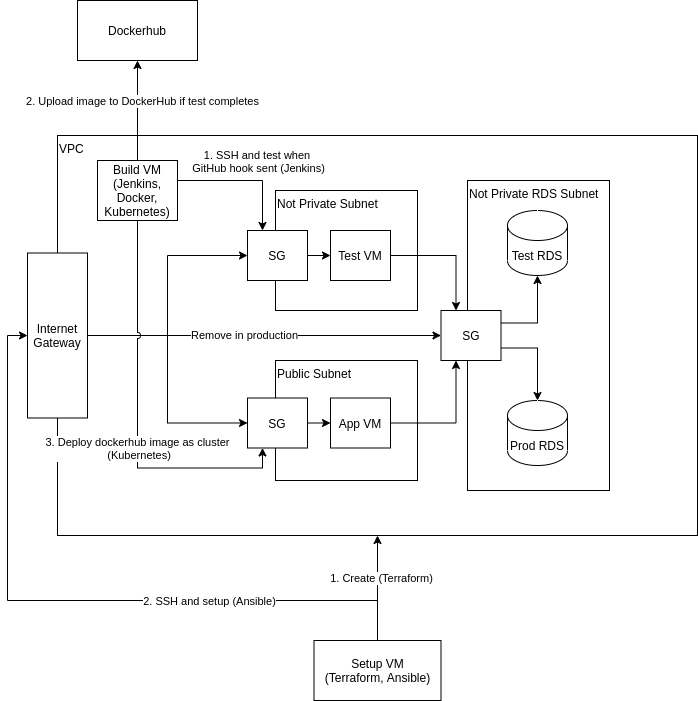 Dockerhub
2. Upload image to DockerHub if test completes
VPC
Build VM
(Jenkins,
Docker,
Kubernetes)
1. SSH and test when
GitHub hook sent (Jenkins)
Not Private Subnet
SG
Test VM
Not Private RDS Subnet
Test RDS
Internet
Gateway
Remove in production
SG
Public Subnet
SG
App VM
Prod RDS
3. Deploy dockerhub image as cluster
(Kubernetes)
1. Create (Terraform)
2. SSH and setup (Ansible)
Setup VM
(Terraform, Ansible)